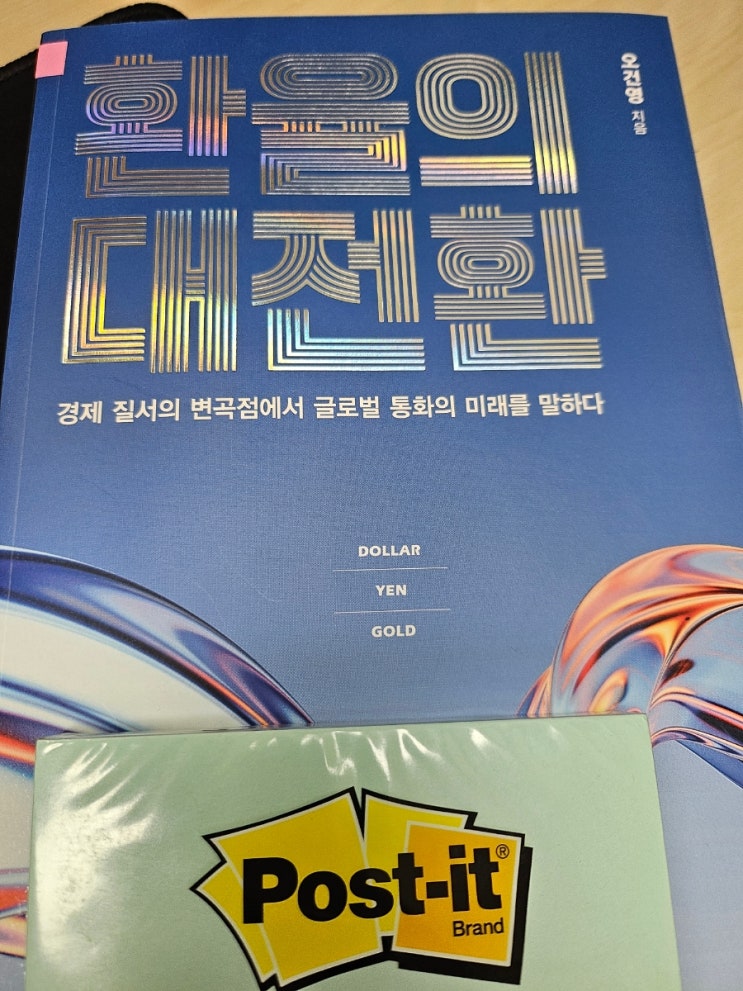 환율의
대전환
오건영 지음
경제 질서의 변곡점에서 글로벌 통화의 미래를 말하다
DOLLAR
YEN
GOLD
Post-it®
Brand